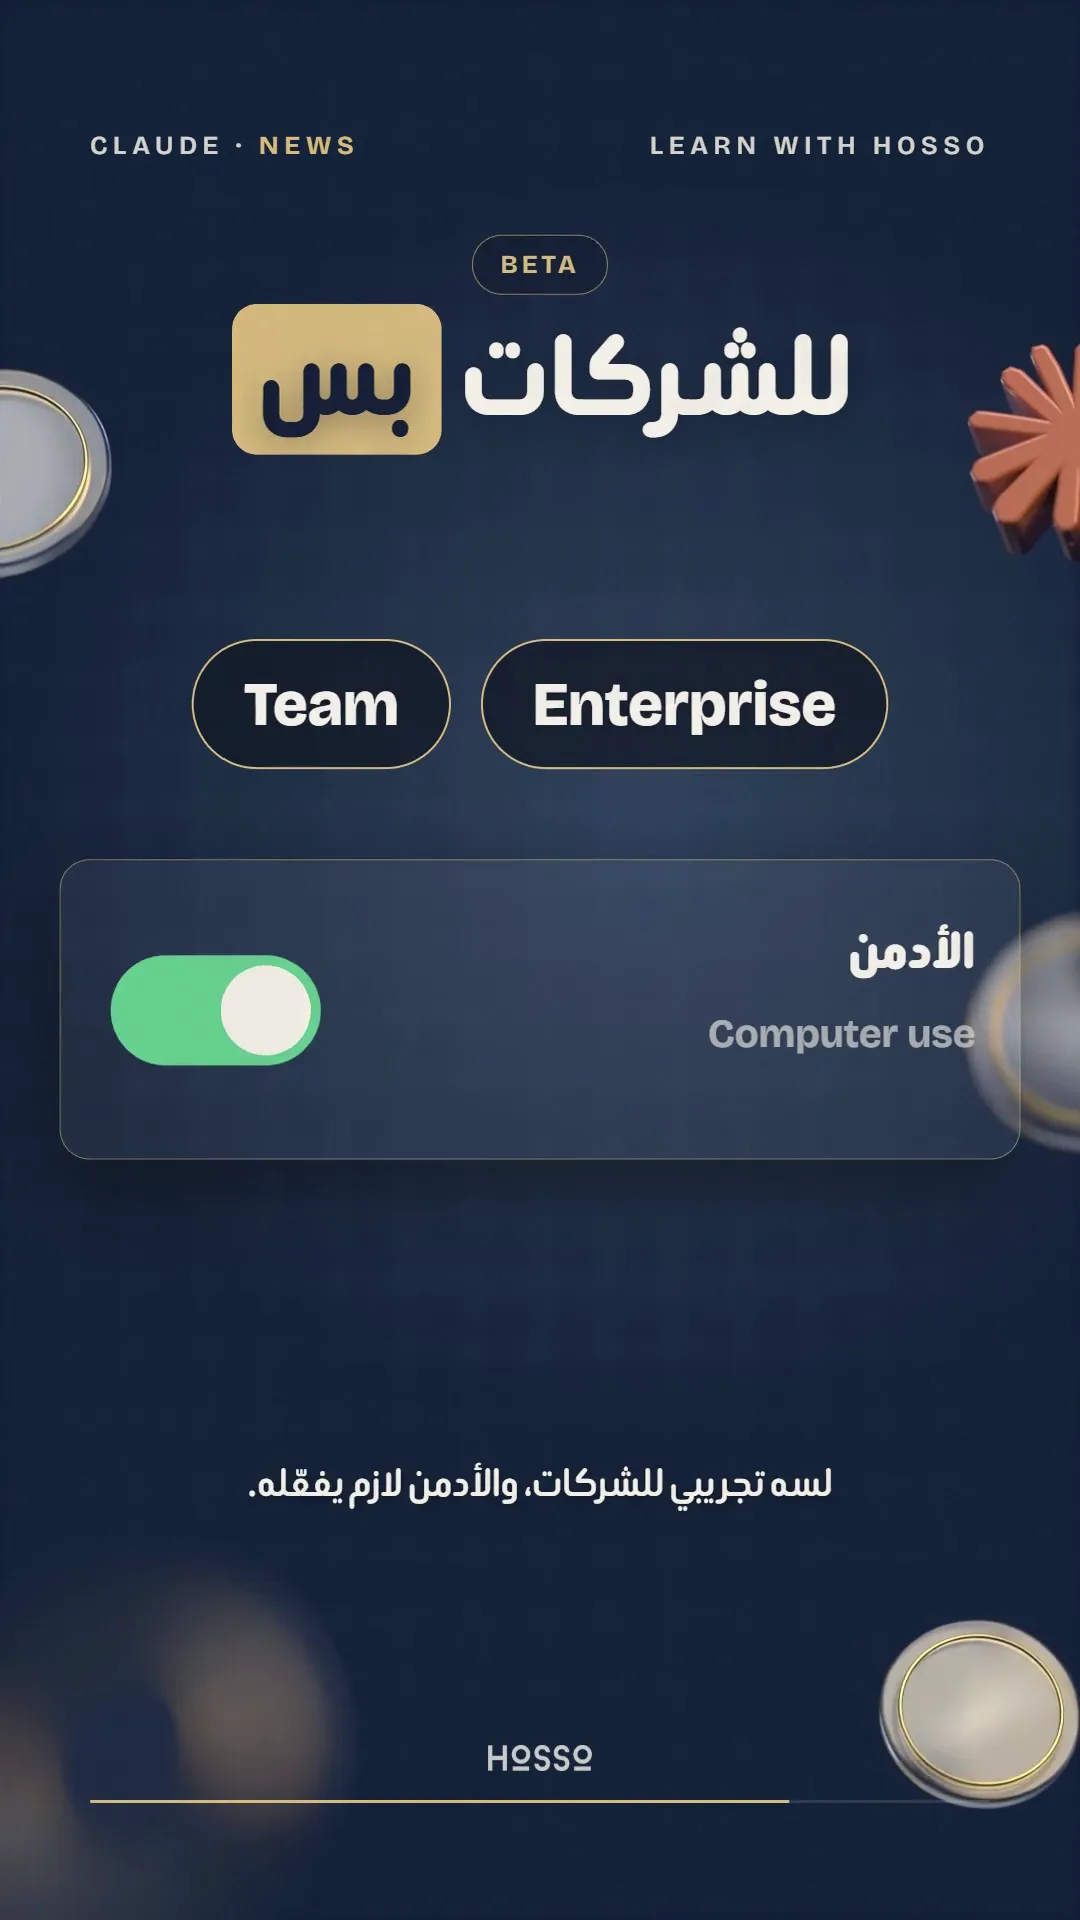 CLAUDE · NEWS
LEARN WITH HOSSO
BETA
للشركات بس
Team
Enterprise
الأدمن
Computer use
لسه تجريبي للشركات، والأدمن لازم يفعّله.
HOSSO